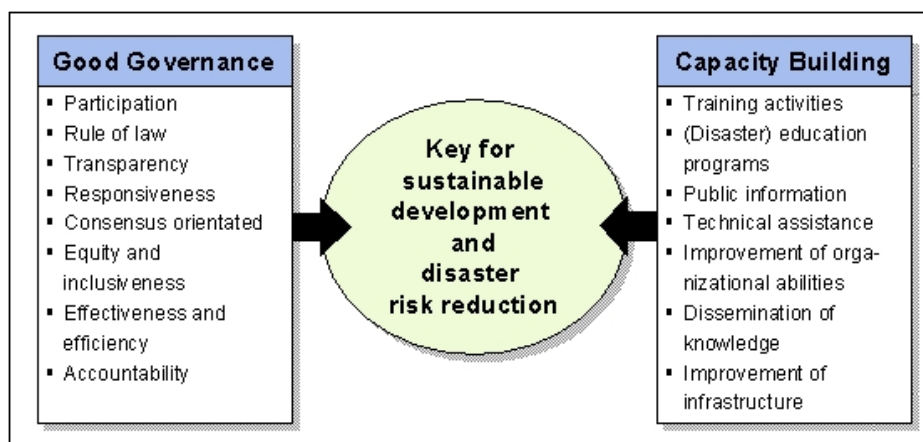 Good Governance
▪ Participation
▪ Rule of law
▪ Transparency
▪ Responsiveness
▪ Consensus orientated
▪ Equity and
inclusiveness
▪ Effectiveness and
efficiency
▪ Accountability
Key for
sustainable
development
and
disaster
risk reduction
Capacity Building
▪ Training activities
▪ (Disaster) education
programs
▪ Public information
▪ Technical assistance
▪ Improvement of orga-
nizational abilities
▪ Dissemination of
knowledge
▪ Improvement of
infrastructure